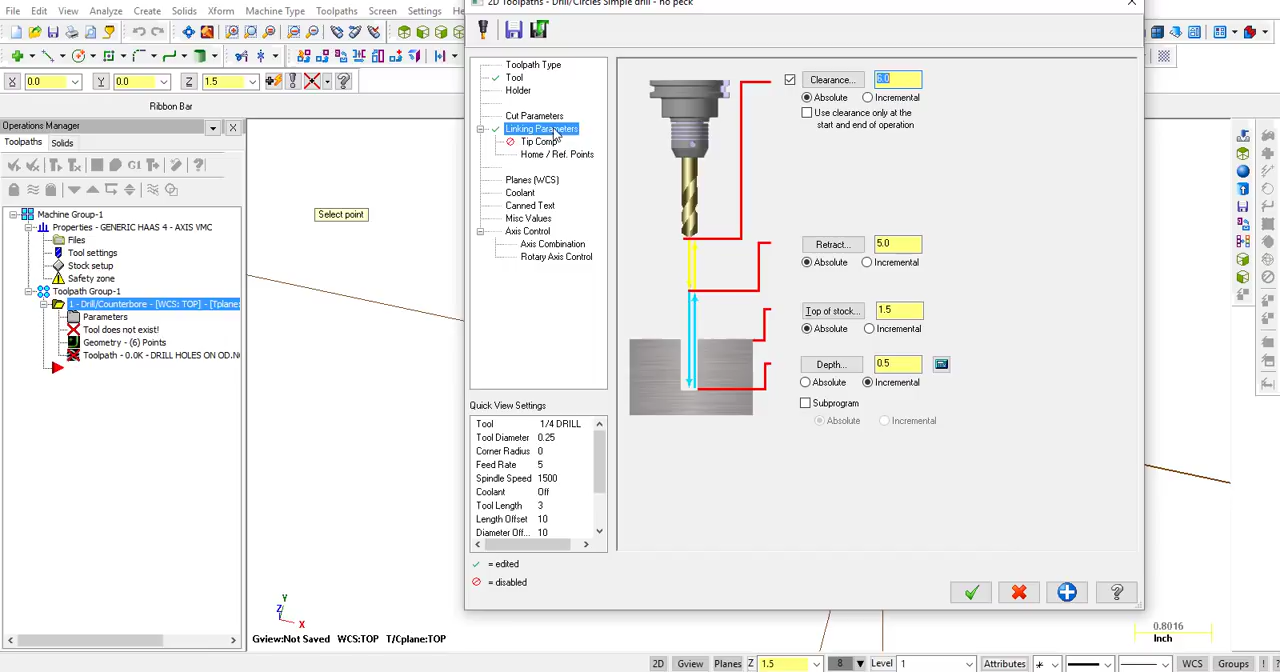 2D Toolpaths - Drill/Circles Simple drill - no peck
File Edit View Analyze Create Solids Xform Machine Type Toolpaths Screen Settings
X 0.0 Y 0.0 Z 1.5
Ribbon Bar
Operations Manager
Toolpaths Solids
G1
Machine Group-1
Properties - GENERIC HAAS 4 - AXIS VMC
Files
Tool settings
Stock setup
Safety zone
Toolpath Group-1
1 - Drill/Counterbore - [WCS: TOP] - [Tplane:
Parameters
Tool does not exist!
Geometry - (6) Points
Toolpath - 0.0K - DRILL HOLES ON OD.N
Select point
Toolpath Type
Tool
Holder
Cut Parameters
Linking Parameters
Tip Comp
Home / Ref. Points
Planes (WCS)
Coolant
Canned Text
Misc Values
Axis Control
Axis Combination
Rotary Axis Control
Quick View Settings
Tool 1/4 DRILL
Tool Diameter 0.25
Corner Radius 0
Feed Rate 5
Spindle Speed 1500
Coolant Off
Tool Length 3
Length Offset 10
Diameter Off... 10
= edited
= disabled
Clearance... 6.0
Absolute Incremental
Use clearance only at the start and end of operation
Retract... 5.0
Absolute Incremental
Top of stock... 1.5
Absolute Incremental
Depth... 0.5
Absolute Incremental
Subprogram
Absolute Incremental
Y
Z
X
Gview:Not Saved WCS:TOP T/Cplane:TOP
0.8016
Inch
2D Gview Planes Z 1.5 8 Level 1 Attributes WCS Groups